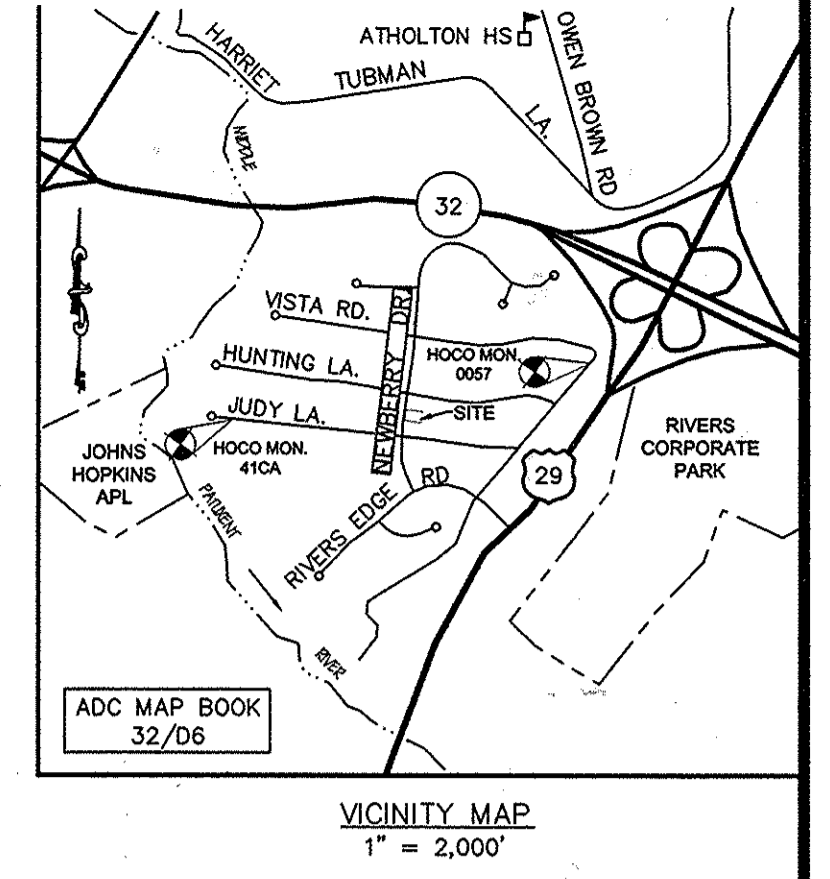 HARRIET
TUBMAN
LA.
ATHOLTON HS
OWEN BROWN RD
MIDDLE
32
VISTA RD.
NEWBERRY DR.
HUNTING LA.
HOCO MON.
0057
JUDY LA.
SITE
JOHNS
HOPKINS
APL
HOCO MON.
41CA
RIVERS
CORPORATE
PARK
29
PATUXENT
RIVERS EDGE RD
RIVER
ADC MAP BOOK
32/D6
VICINITY MAP
1" = 2,000'